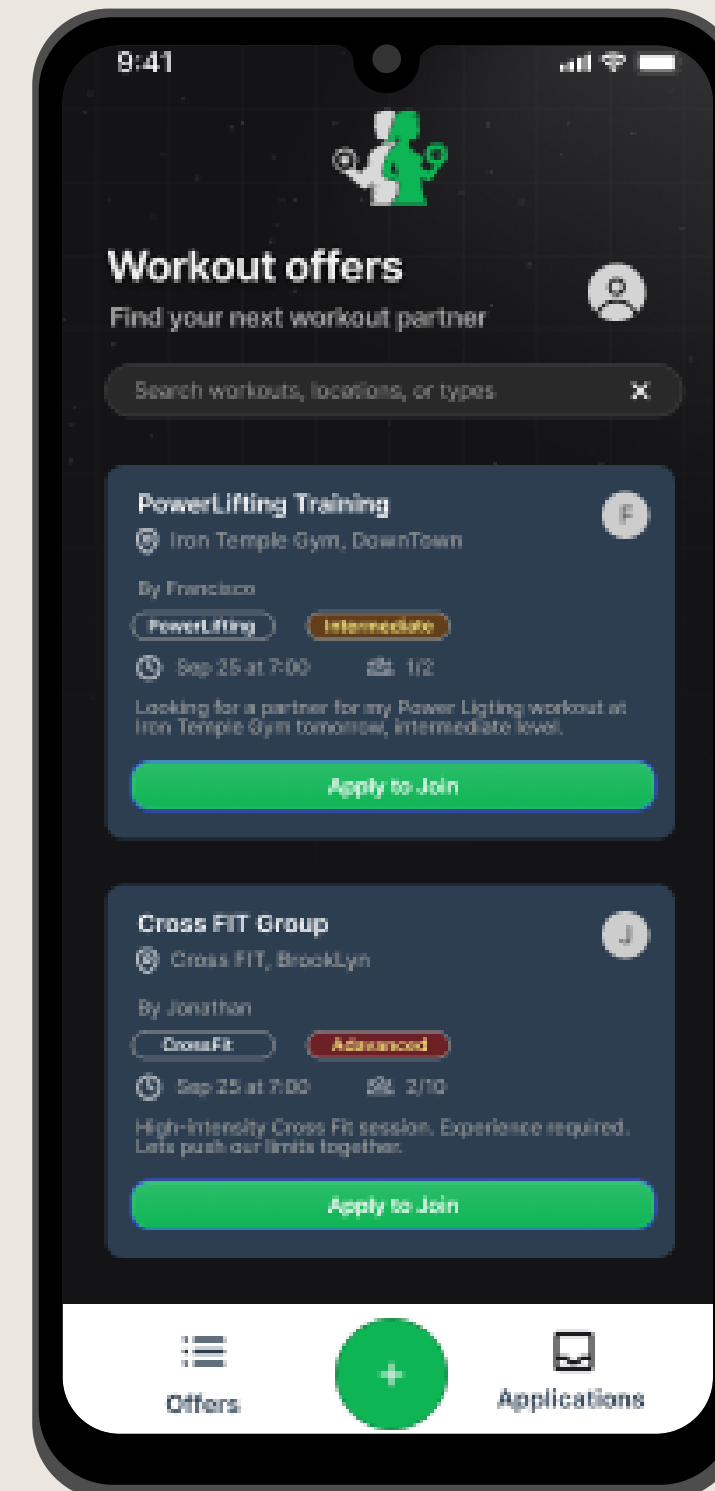 9:41
Workout offers
Find your next workout partner
Search workouts, locations, or types
PowerLifting Training
F
Iron Temple Gym, DownTown
By Francisco
PowerLifting Intermediate
Sep 25 at 7:00 1/2
Looking for a partner for my Power Ligting workout at
Iron Temple Gym tomorrow, intermediate level.
Apply to Join
Cross FIT Group
J
Cross FIT, BrookLyn
By Jonathan
CrossFit Adavanced
Sep 25 at 7:00 2/10
High-intensity Cross Fit session. Experience required.
Lets push our limits together.
Apply to Join
+
Offers Applications